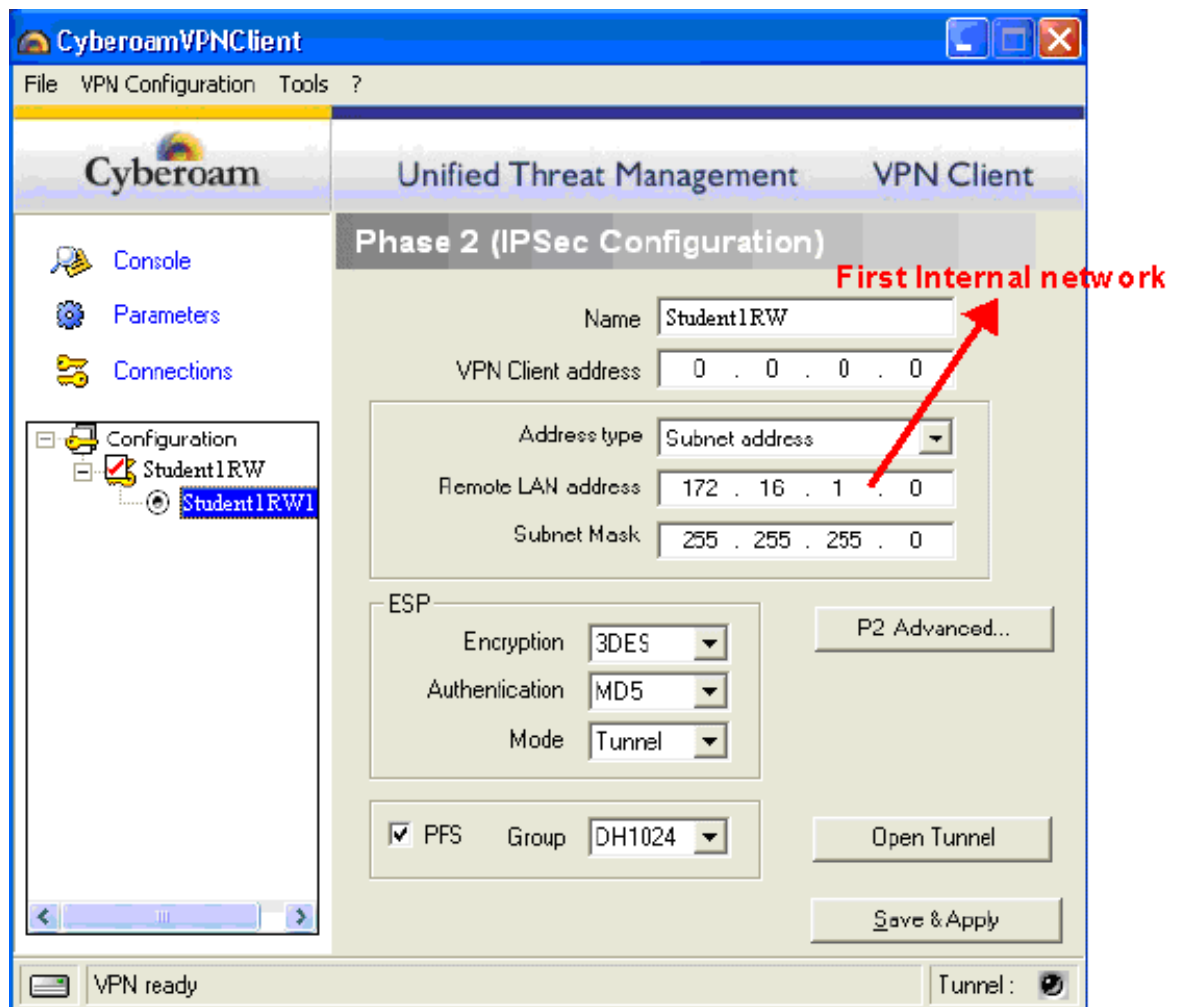 CyberoamVPNClient
File VPN Configuration Tools ?
Cyberoam
Unified Threat Management VPN Client
Console
Parameters
Connections
Configuration
Student1RW
Student1RW1
Phase 2 (IPSec Configuration)
First Internal network
Name Student1RW
VPN Client address 0 . 0 . 0 . 0
Address type Subnet address
Remote LAN address 172 . 16 . 1 . 0
Subnet Mask 255 . 255 . 255 . 0
ESP
Encryption 3DES
Authentication MD5
Mode Tunnel
P2 Advanced...
PFS Group DH1024
Open Tunnel
Save & Apply
VPN ready
Tunnel :